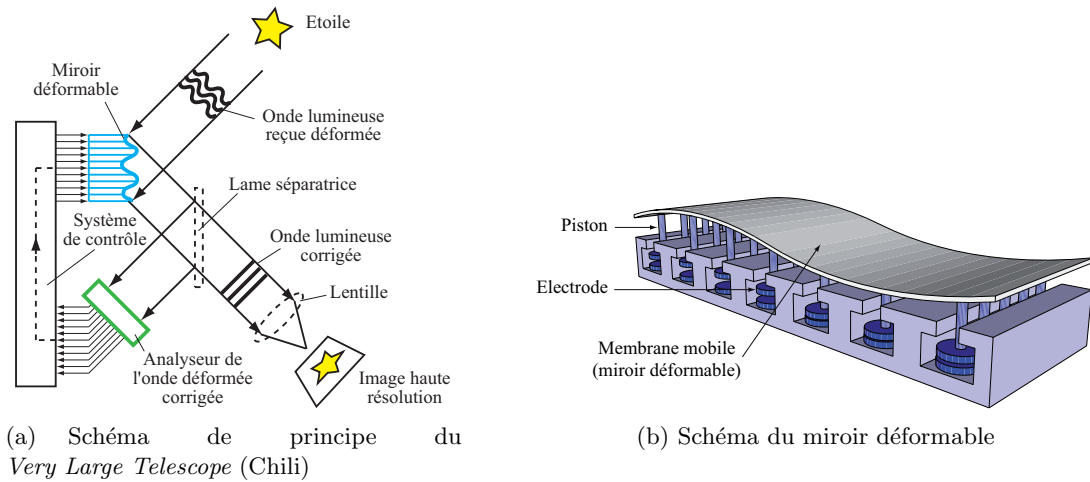 Etoile
Miroir
déformable
Onde lumineuse
reçue déformée
Lame séparatrice
Système
de contrôle
Onde lumineuse
corrigée
Lentille
Analyseur de
l'onde déformée
corrigée
Image haute
résolution
(a) Schéma de principe du
Very Large Telescope (Chili)
Piston
Electrode
Membrane mobile
(miroir déformable)
(b) Schéma du miroir déformable